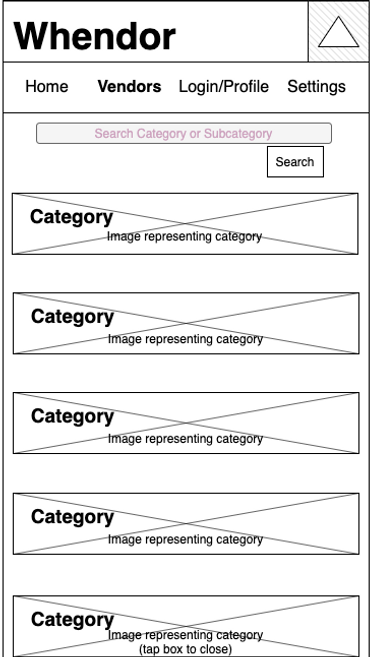 Whendor
Home Vendors Login/Profile Settings
Search Category or Subcategory
Search
Category
Image representing category
Category
Image representing category
Category
Image representing category
Category
Image representing category
Category
Image representing category
(tap box to close)